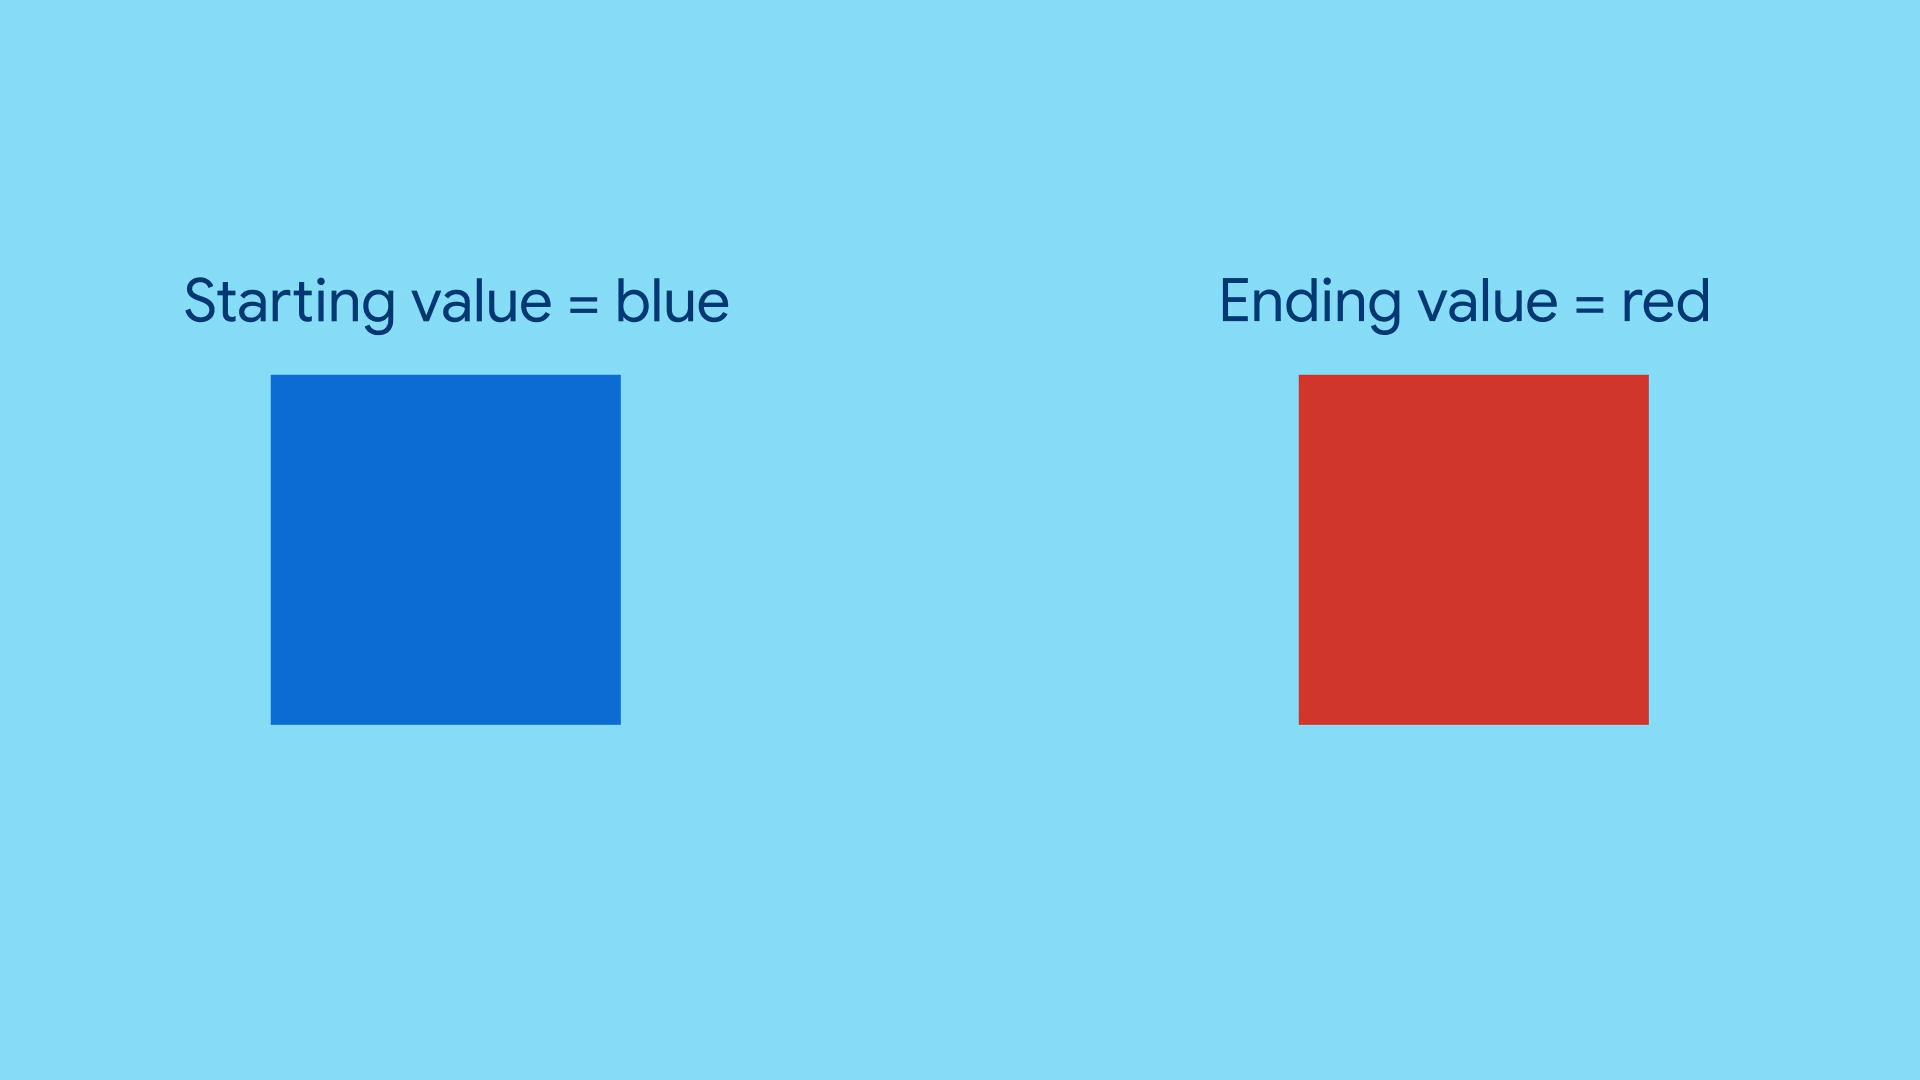 Starting value = blue
Ending value = red